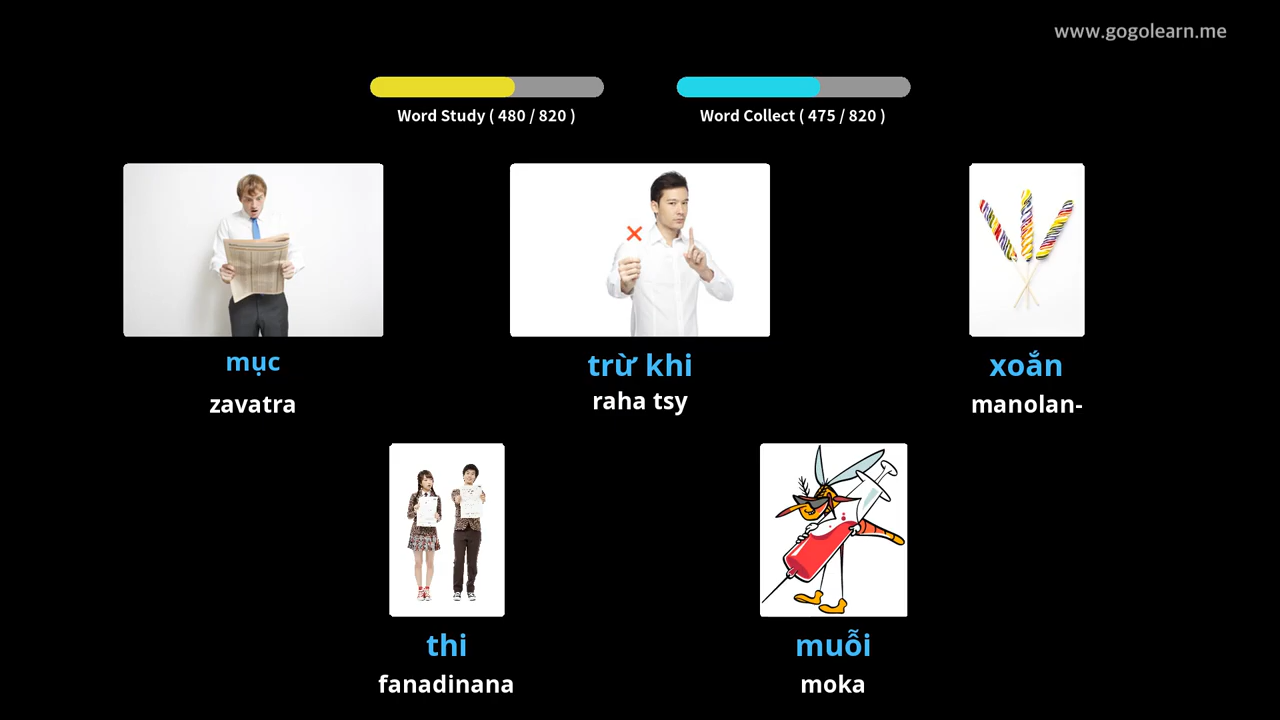 www.gogolearn.me
Word Study ( 480 / 820 )
Word Collect ( 475 / 820 )
mục
zavatra
trừ khi
raha tsy
xoắn
manolan-
thi
fanadinana
muỗi
moka